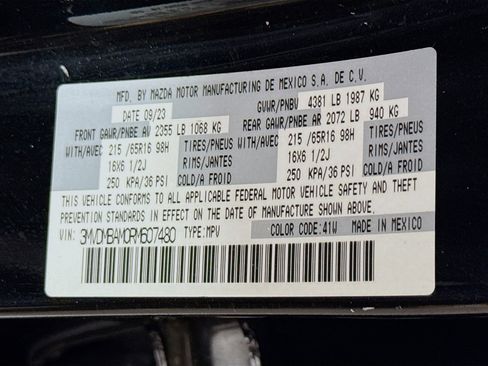 MFD. BY MAZDA MOTOR MANUFACTURING DE MEXICO S.A. DE C.V.
DATE 09/23 GVWR/PNBV 4381 LB 1987 KG
FRONT GAWR/PNBE AV 2355 LB 1068 KG REAR GAWR/PNBE AR 2072 LB 940 KG
WITH/AVEC 215 /65R16 98H TIRES/PNEUS WITH/AVEC 215 /65R16 98H TIRES/PNEUS
16X6 1/2J RIMS/JANTES 16X6 1/2J RIMS/JANTES
250 KPA/36 PSI COLD/A FROID 250 KPA/36 PSI COLD/A FROID
THIS VEHICLE CONFORMS TO ALL APPLICABLE FEDERAL MOTOR VEHICLE SAFETY AND THEFT
PREVENTION STANDARDS IN EFFECT ON THE DATE OF MANUFACTURE SHOWN ABOVE.
VIN: 3MVDMBAM0RM607480 TYPE:MPV COLOR CODE:41W MADE IN MEXICO